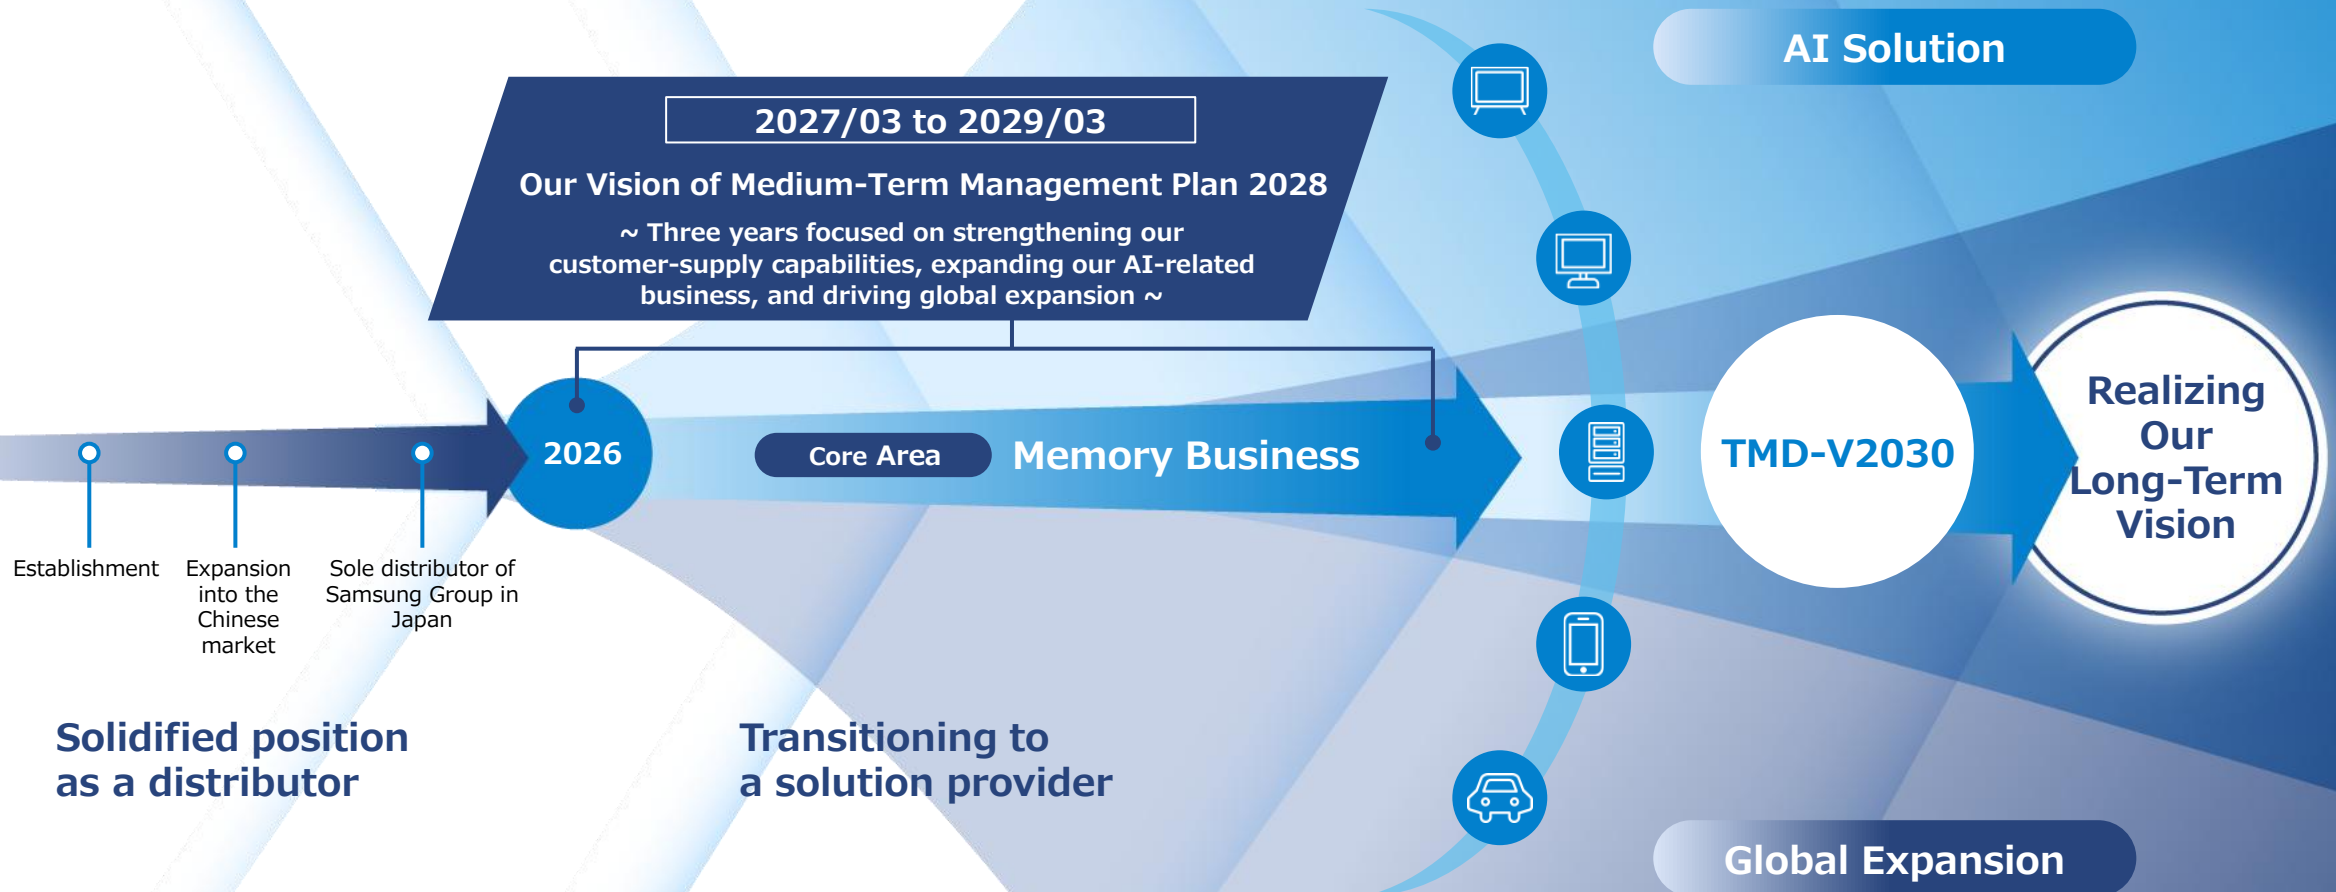 AI Solution
2027/03 to 2029/03
Our Vision of Medium-Term Management Plan 2028
~ Three years focused on strengthening our
customer-supply capabilities, expanding our AI-related
business, and driving global expansion ~
2026
Core Area
Memory Business
TMD-V2030
Realizing
Our
Long-Term
Vision
Establishment
Expansion
into the
Chinese
market
Sole distributor of
Samsung Group in
Japan
Solidified position
as a distributor
Transitioning to
a solution provider
Global Expansion